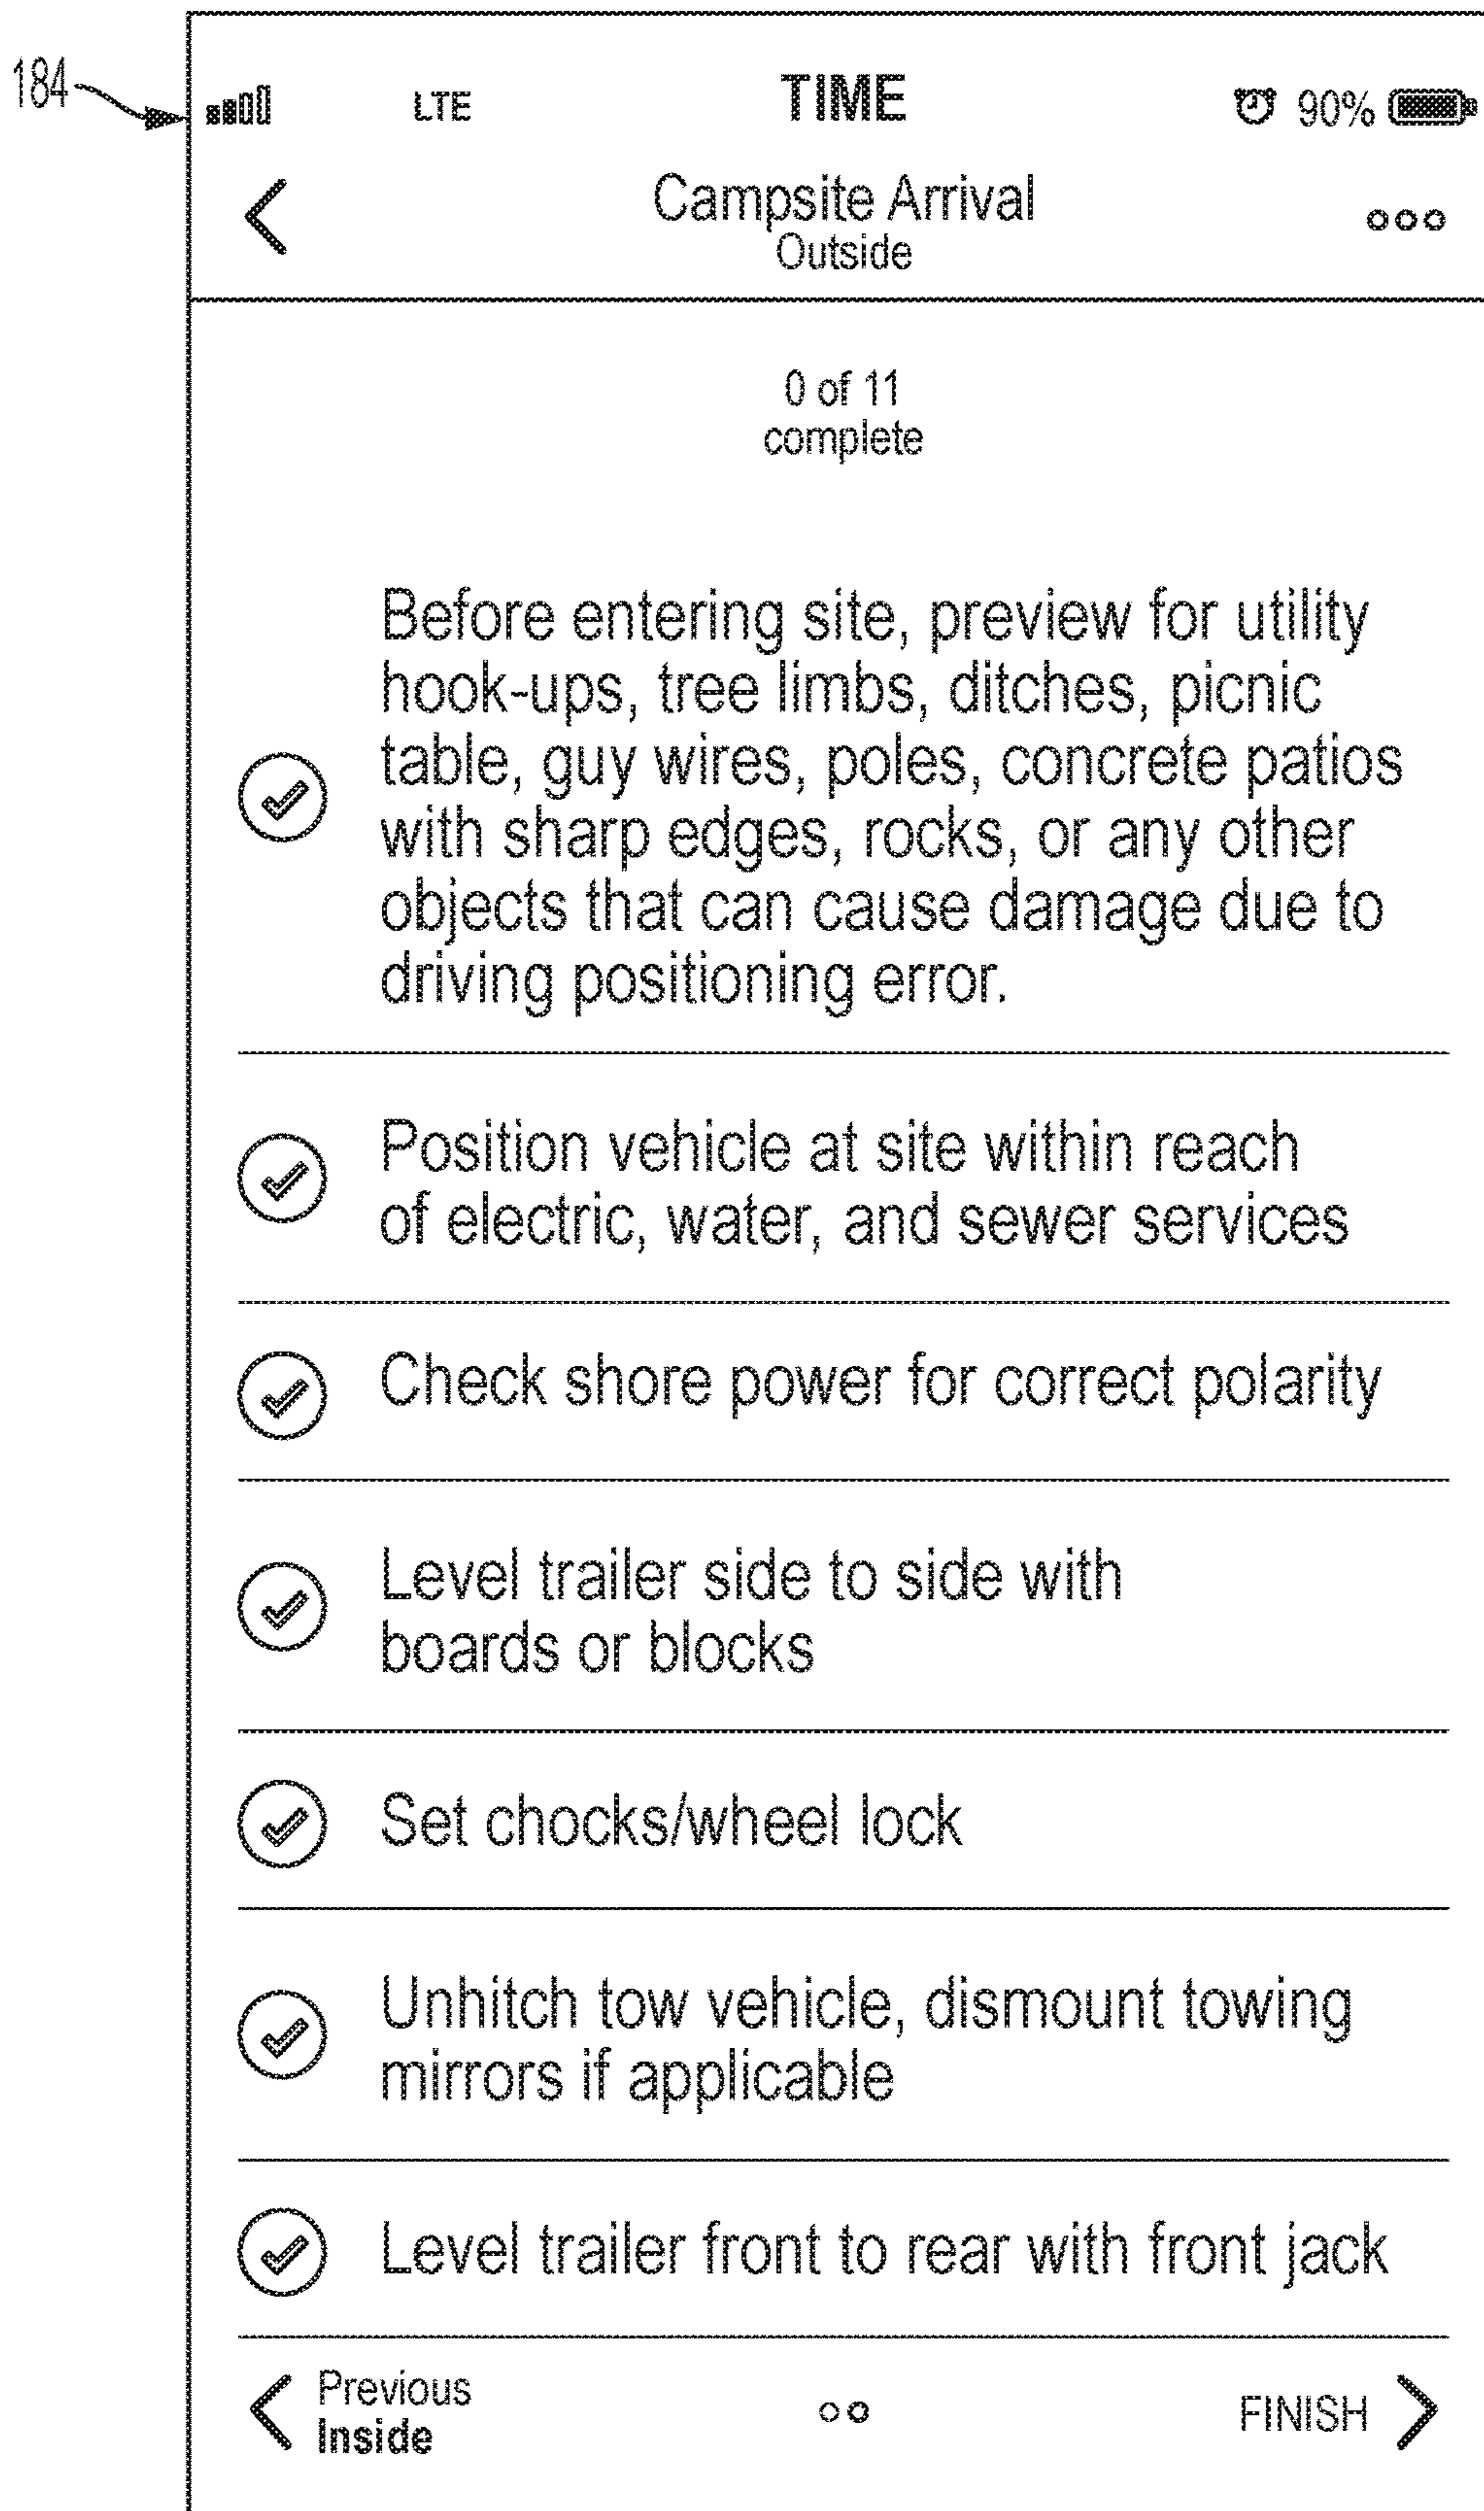 184
LTE
TIME
90%
Campsite Arrival
Outside
0 of 11
complete
Before entering site, preview for utility
hook-ups, tree limbs, ditches, picnic
table, guy wires, poles, concrete patios
with sharp edges, rocks, or any other
objects that can cause damage due to
driving positioning error.
Position vehicle at site within reach
of electric, water, and sewer services
Check shore power for correct polarity
Level trailer side to side with
boards or blocks
Set chocks/wheel lock
Unhitch tow vehicle, dismount towing
mirrors if applicable
Level trailer front to rear with front jack
Previous
Inside
FINISH